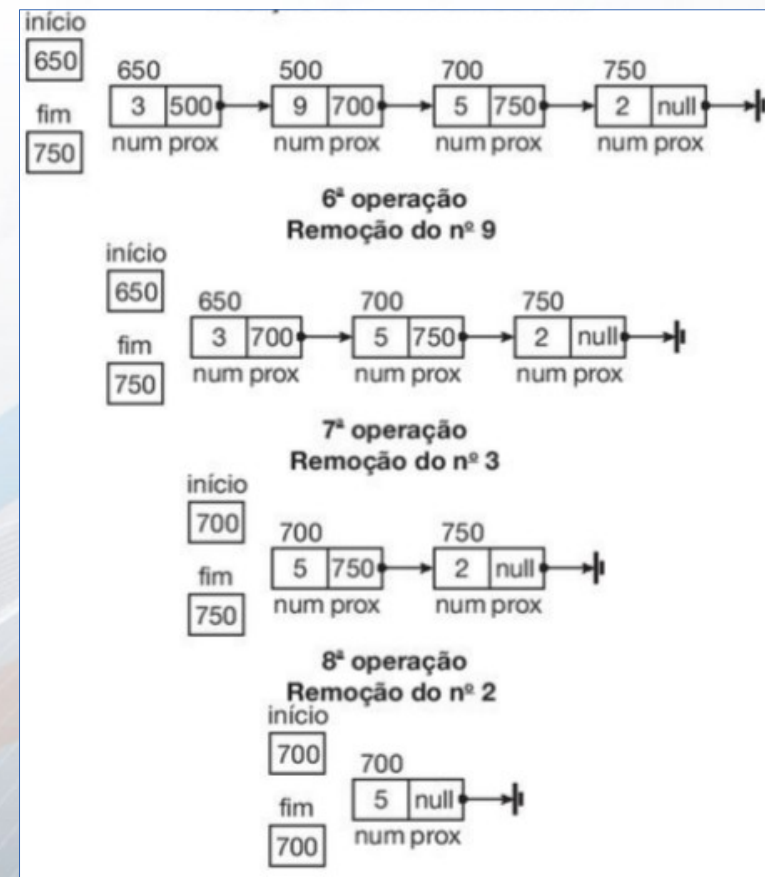 início
650
fim
750
650 500 700 750
3 500 9 700 5 750 2 null
num prox num prox num prox num prox
6ª operação
Remoção do nº 9
início
650
fim
750
650 700 750
3 700 5 750 2 null
num prox num prox num prox
7ª operação
Remoção do nº 3
início
700
fim
750
700 750
5 750 2 null
num prox num prox
8ª operação
Remoção do nº 2
início
700
fim
700
700
5 null
num prox